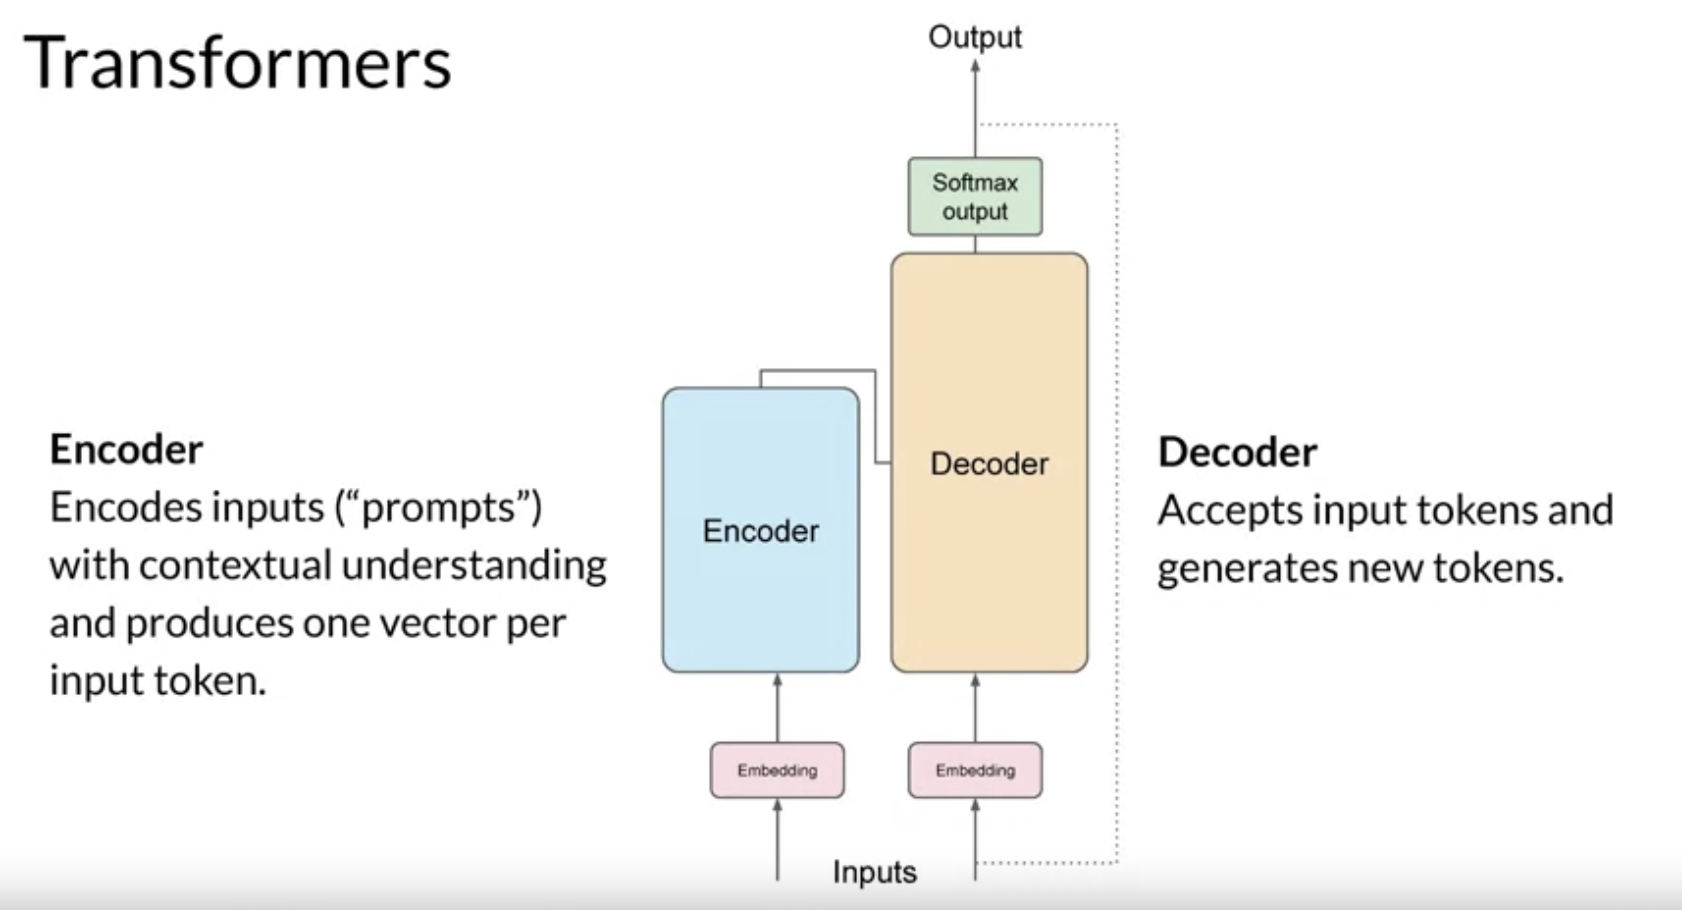 Transformers
Output
Softmax
output
Encoder
Decoder
Embedding
Embedding
Inputs
Encoder
Encodes inputs (“prompts”)
with contextual understanding
and produces one vector per
input token.
Decoder
Accepts input tokens and
generates new tokens.